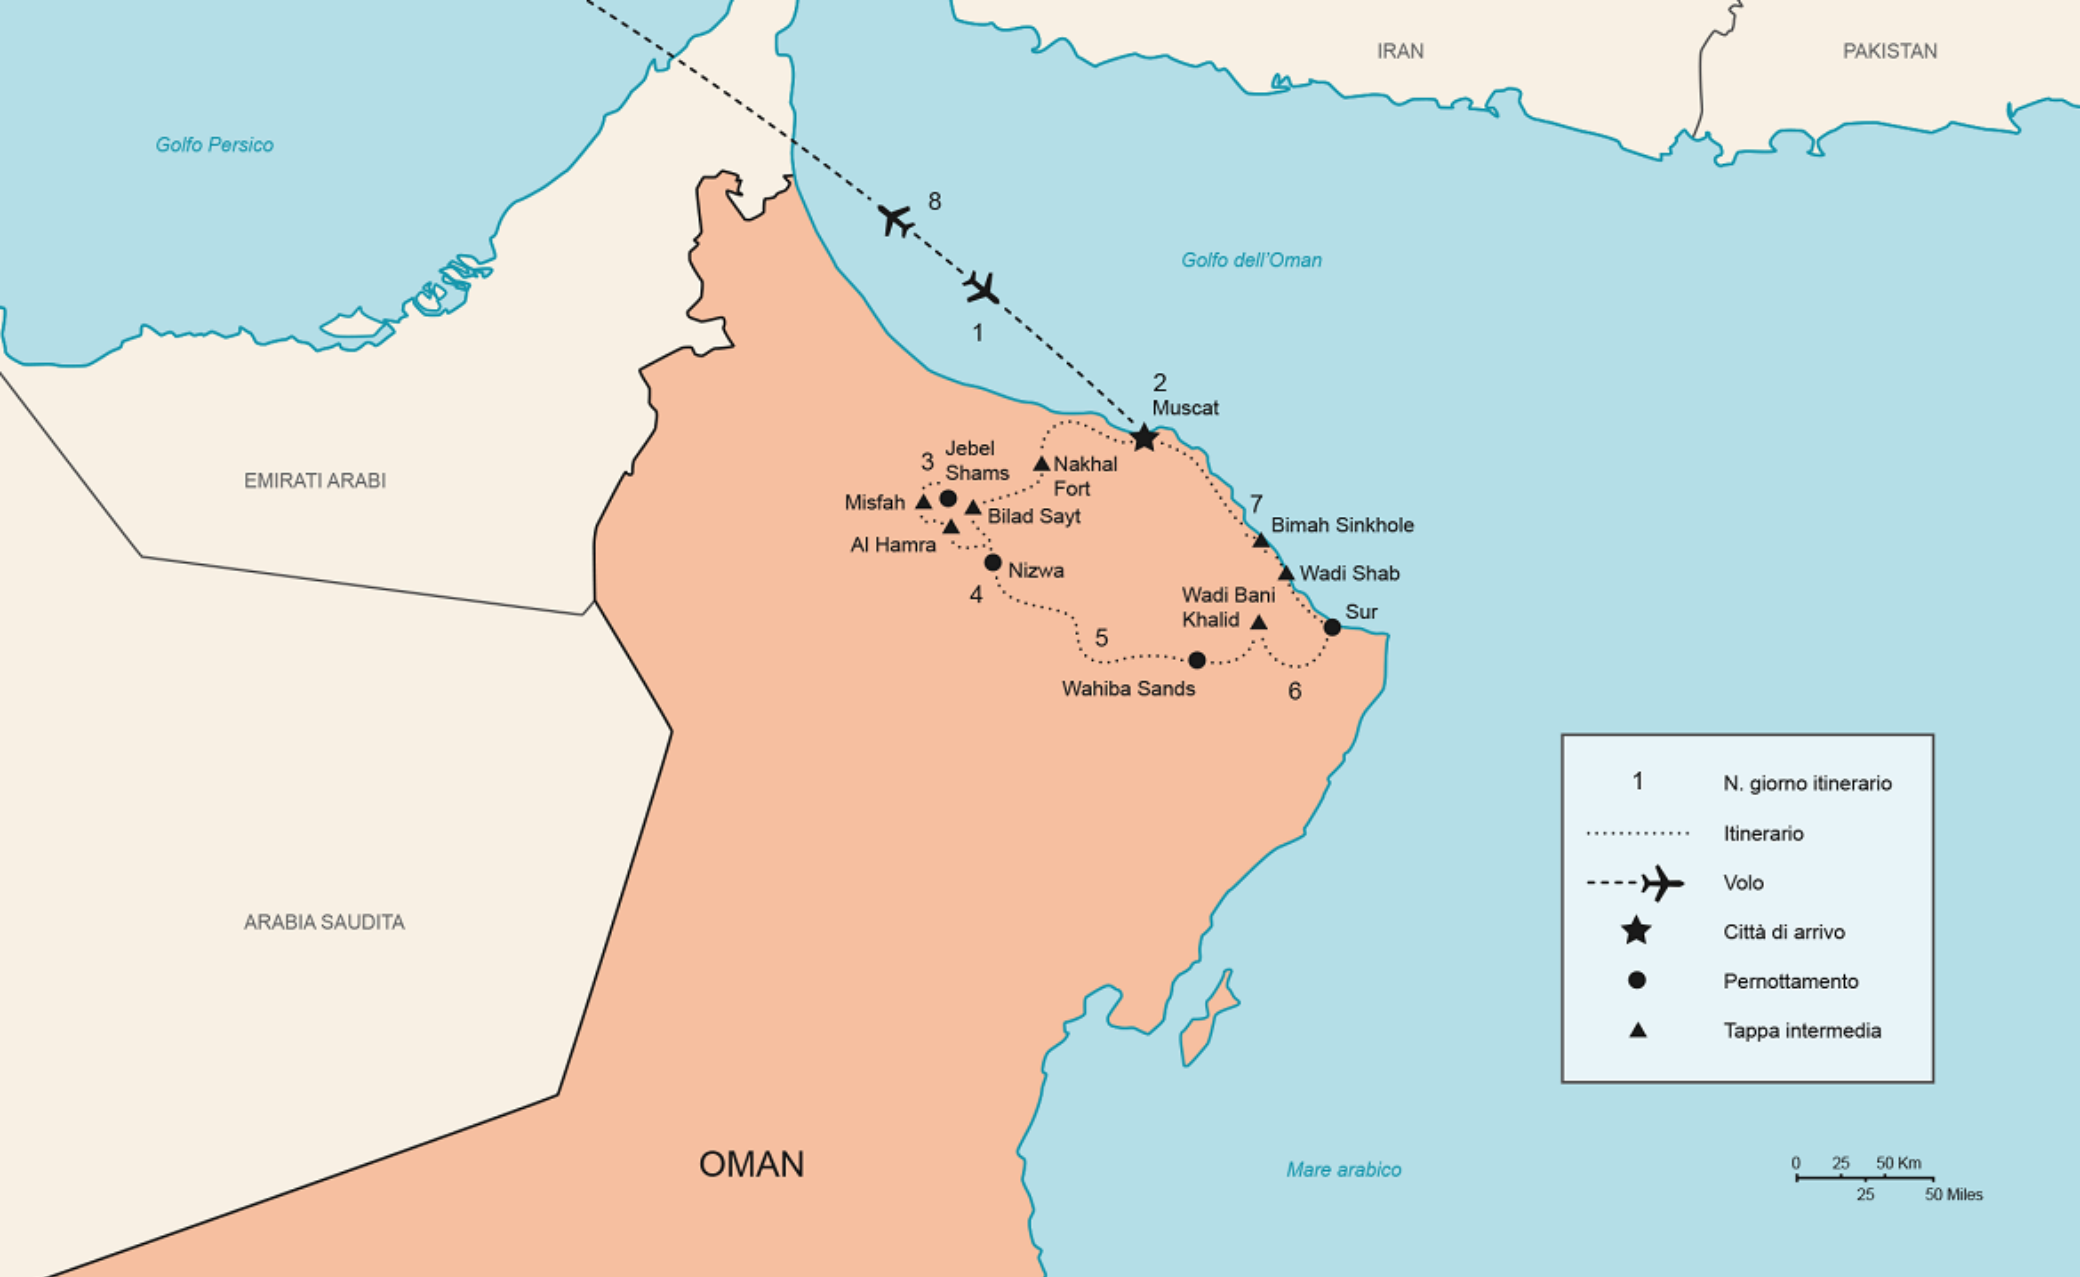 IRAN
PAKISTAN
Golfo Persico
8
Golfo dell'Oman
1
2
Muscat
3
Jebel
Shams
Nakhal
Fort
EMIRATI ARABI
Misfah
Bilad Sayt
7
Bimah Sinkhole
Al Hamra
Nizwa
Wadi Shab
4
Wadi Bani
Khalid
Sur
5
Wahiba Sands
6
1
N. giorno itinerario
Itinerario
Volo
ARABIA SAUDITA
Città di arrivo
Pernottamento
Tappa intermedia
OMAN
Mare arabico
0 25 50 Km
25 50 Miles